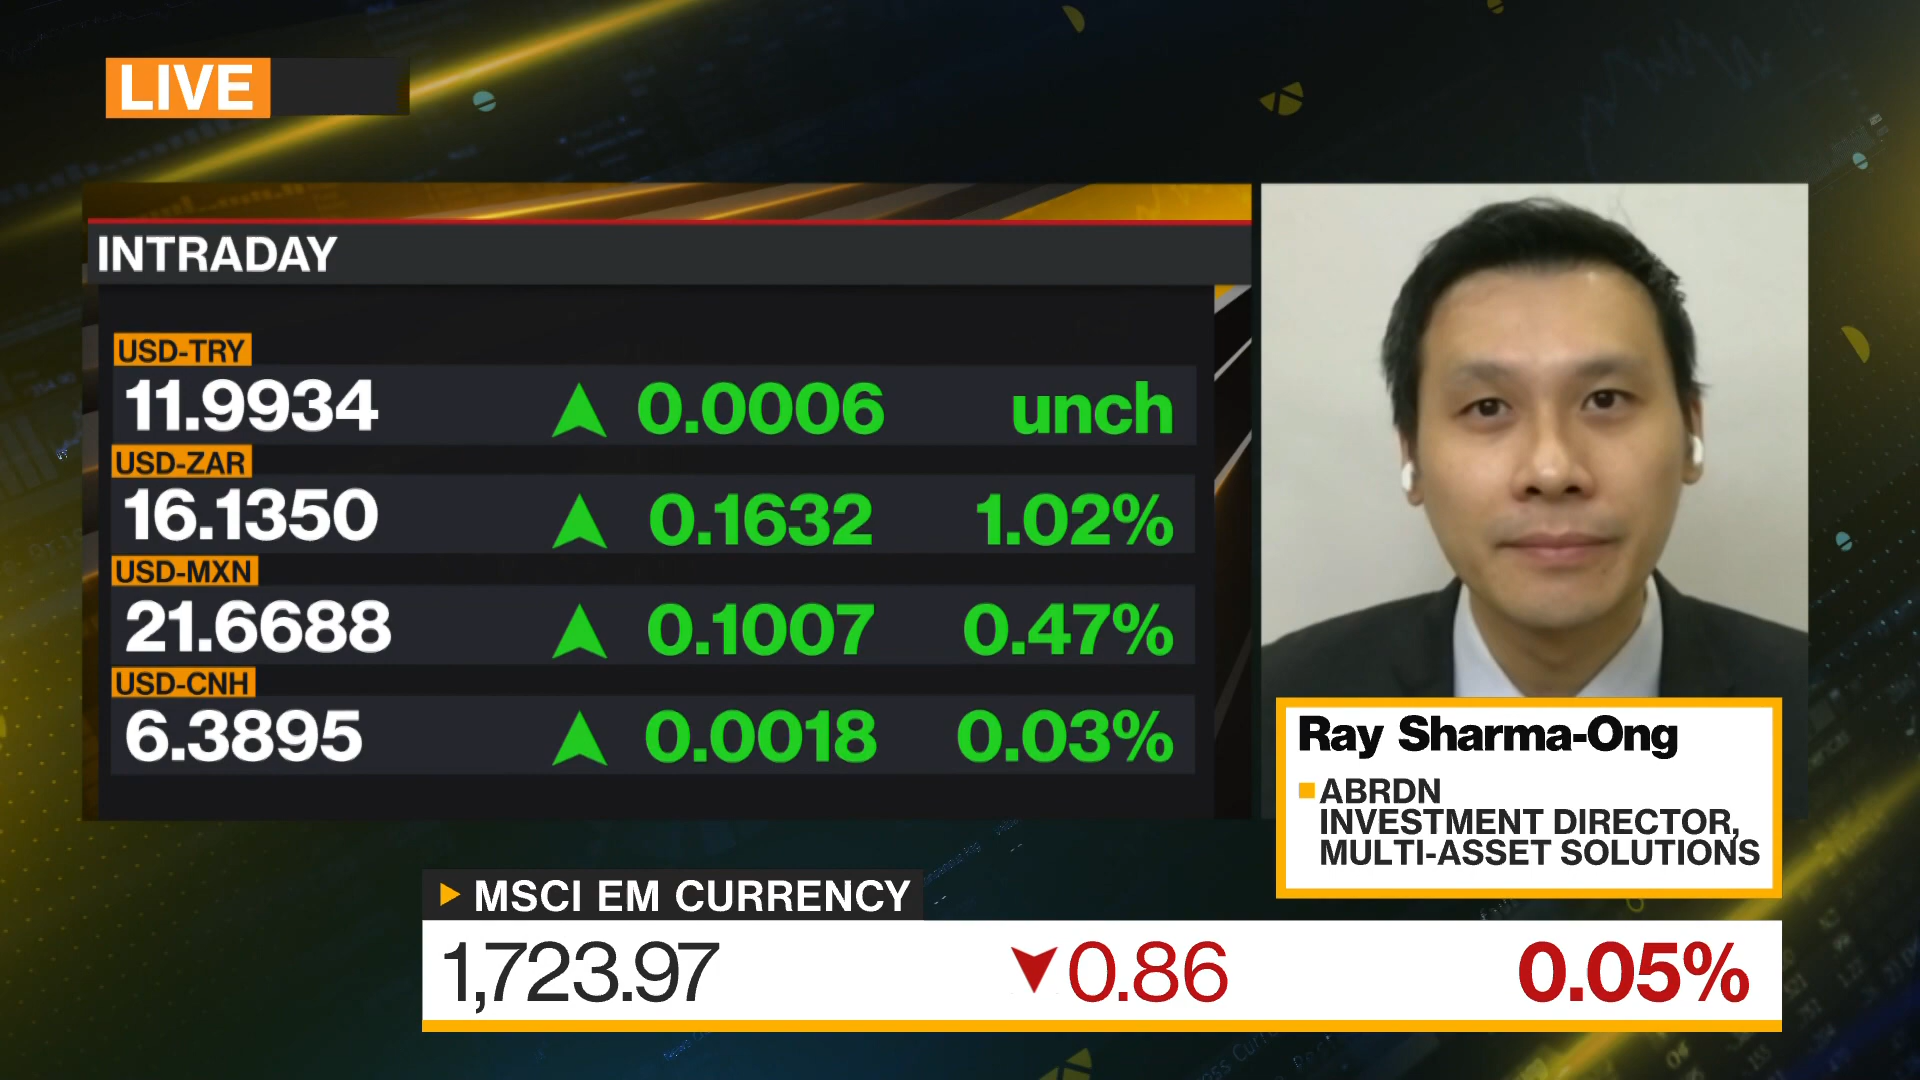 LIVE
INTRADAY
USD-TRY
11.9934 ▲ 0.0006 unch
USD-ZAR
16.1350 ▲ 0.1632 1.02%
USD-MXN
21.6688 ▲ 0.1007 0.47%
USD-CNH
6.3895 ▲ 0.0018 0.03%
Ray Sharma-Ong
ABRDN
INVESTMENT DIRECTOR,
MULTI-ASSET SOLUTIONS
MSCI EM CURRENCY
1,723.97 ▼ 0.86 0.05%